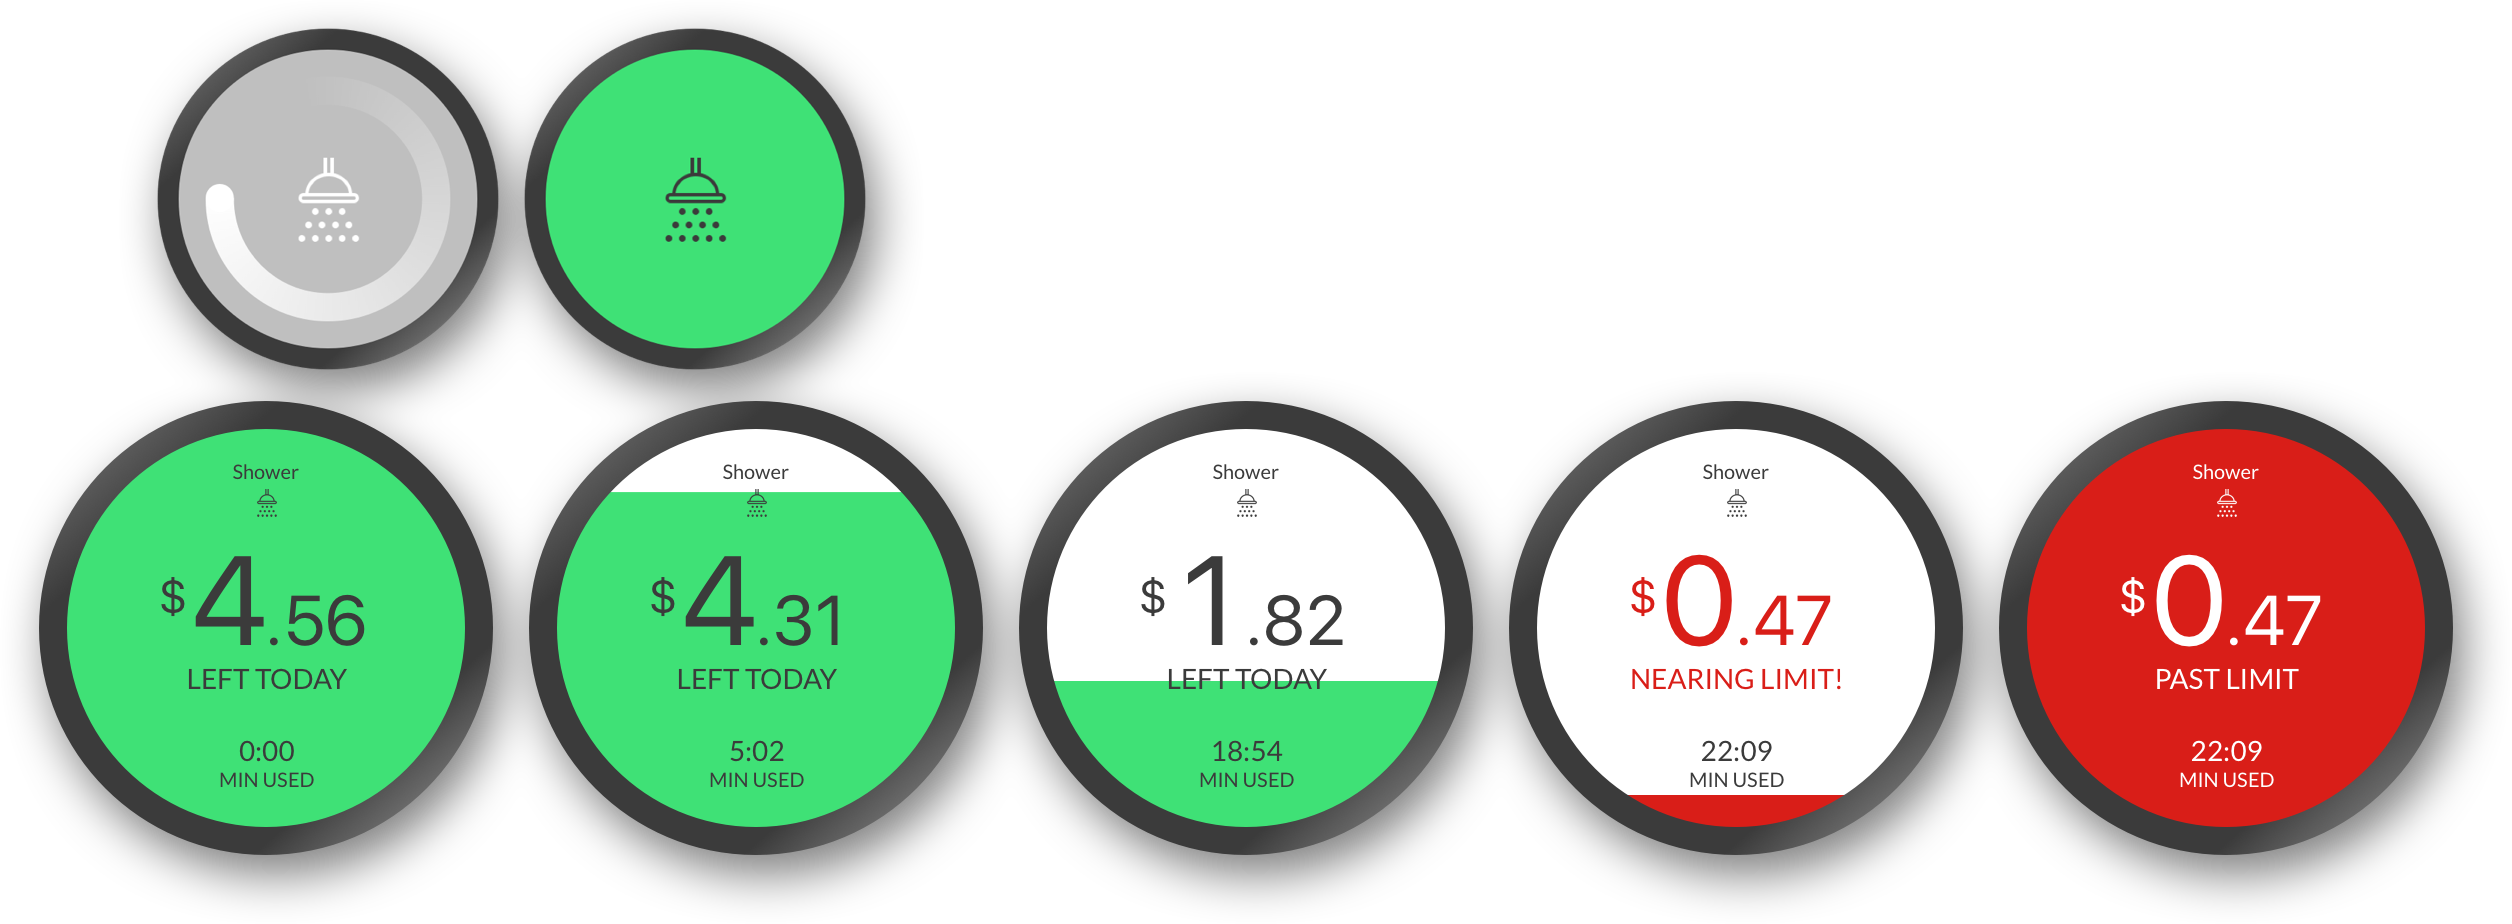 Shower
$4.56
LEFT TODAY
0:00
MIN USED
Shower
$4.31
LEFT TODAY
5:02
MIN USED
Shower
$1.82
LEFT TODAY
18:54
MIN USED
Shower
$0.47
NEARING LIMIT!
22:09
MIN USED
Shower
$0.47
PAST LIMIT
22:09
MIN USED